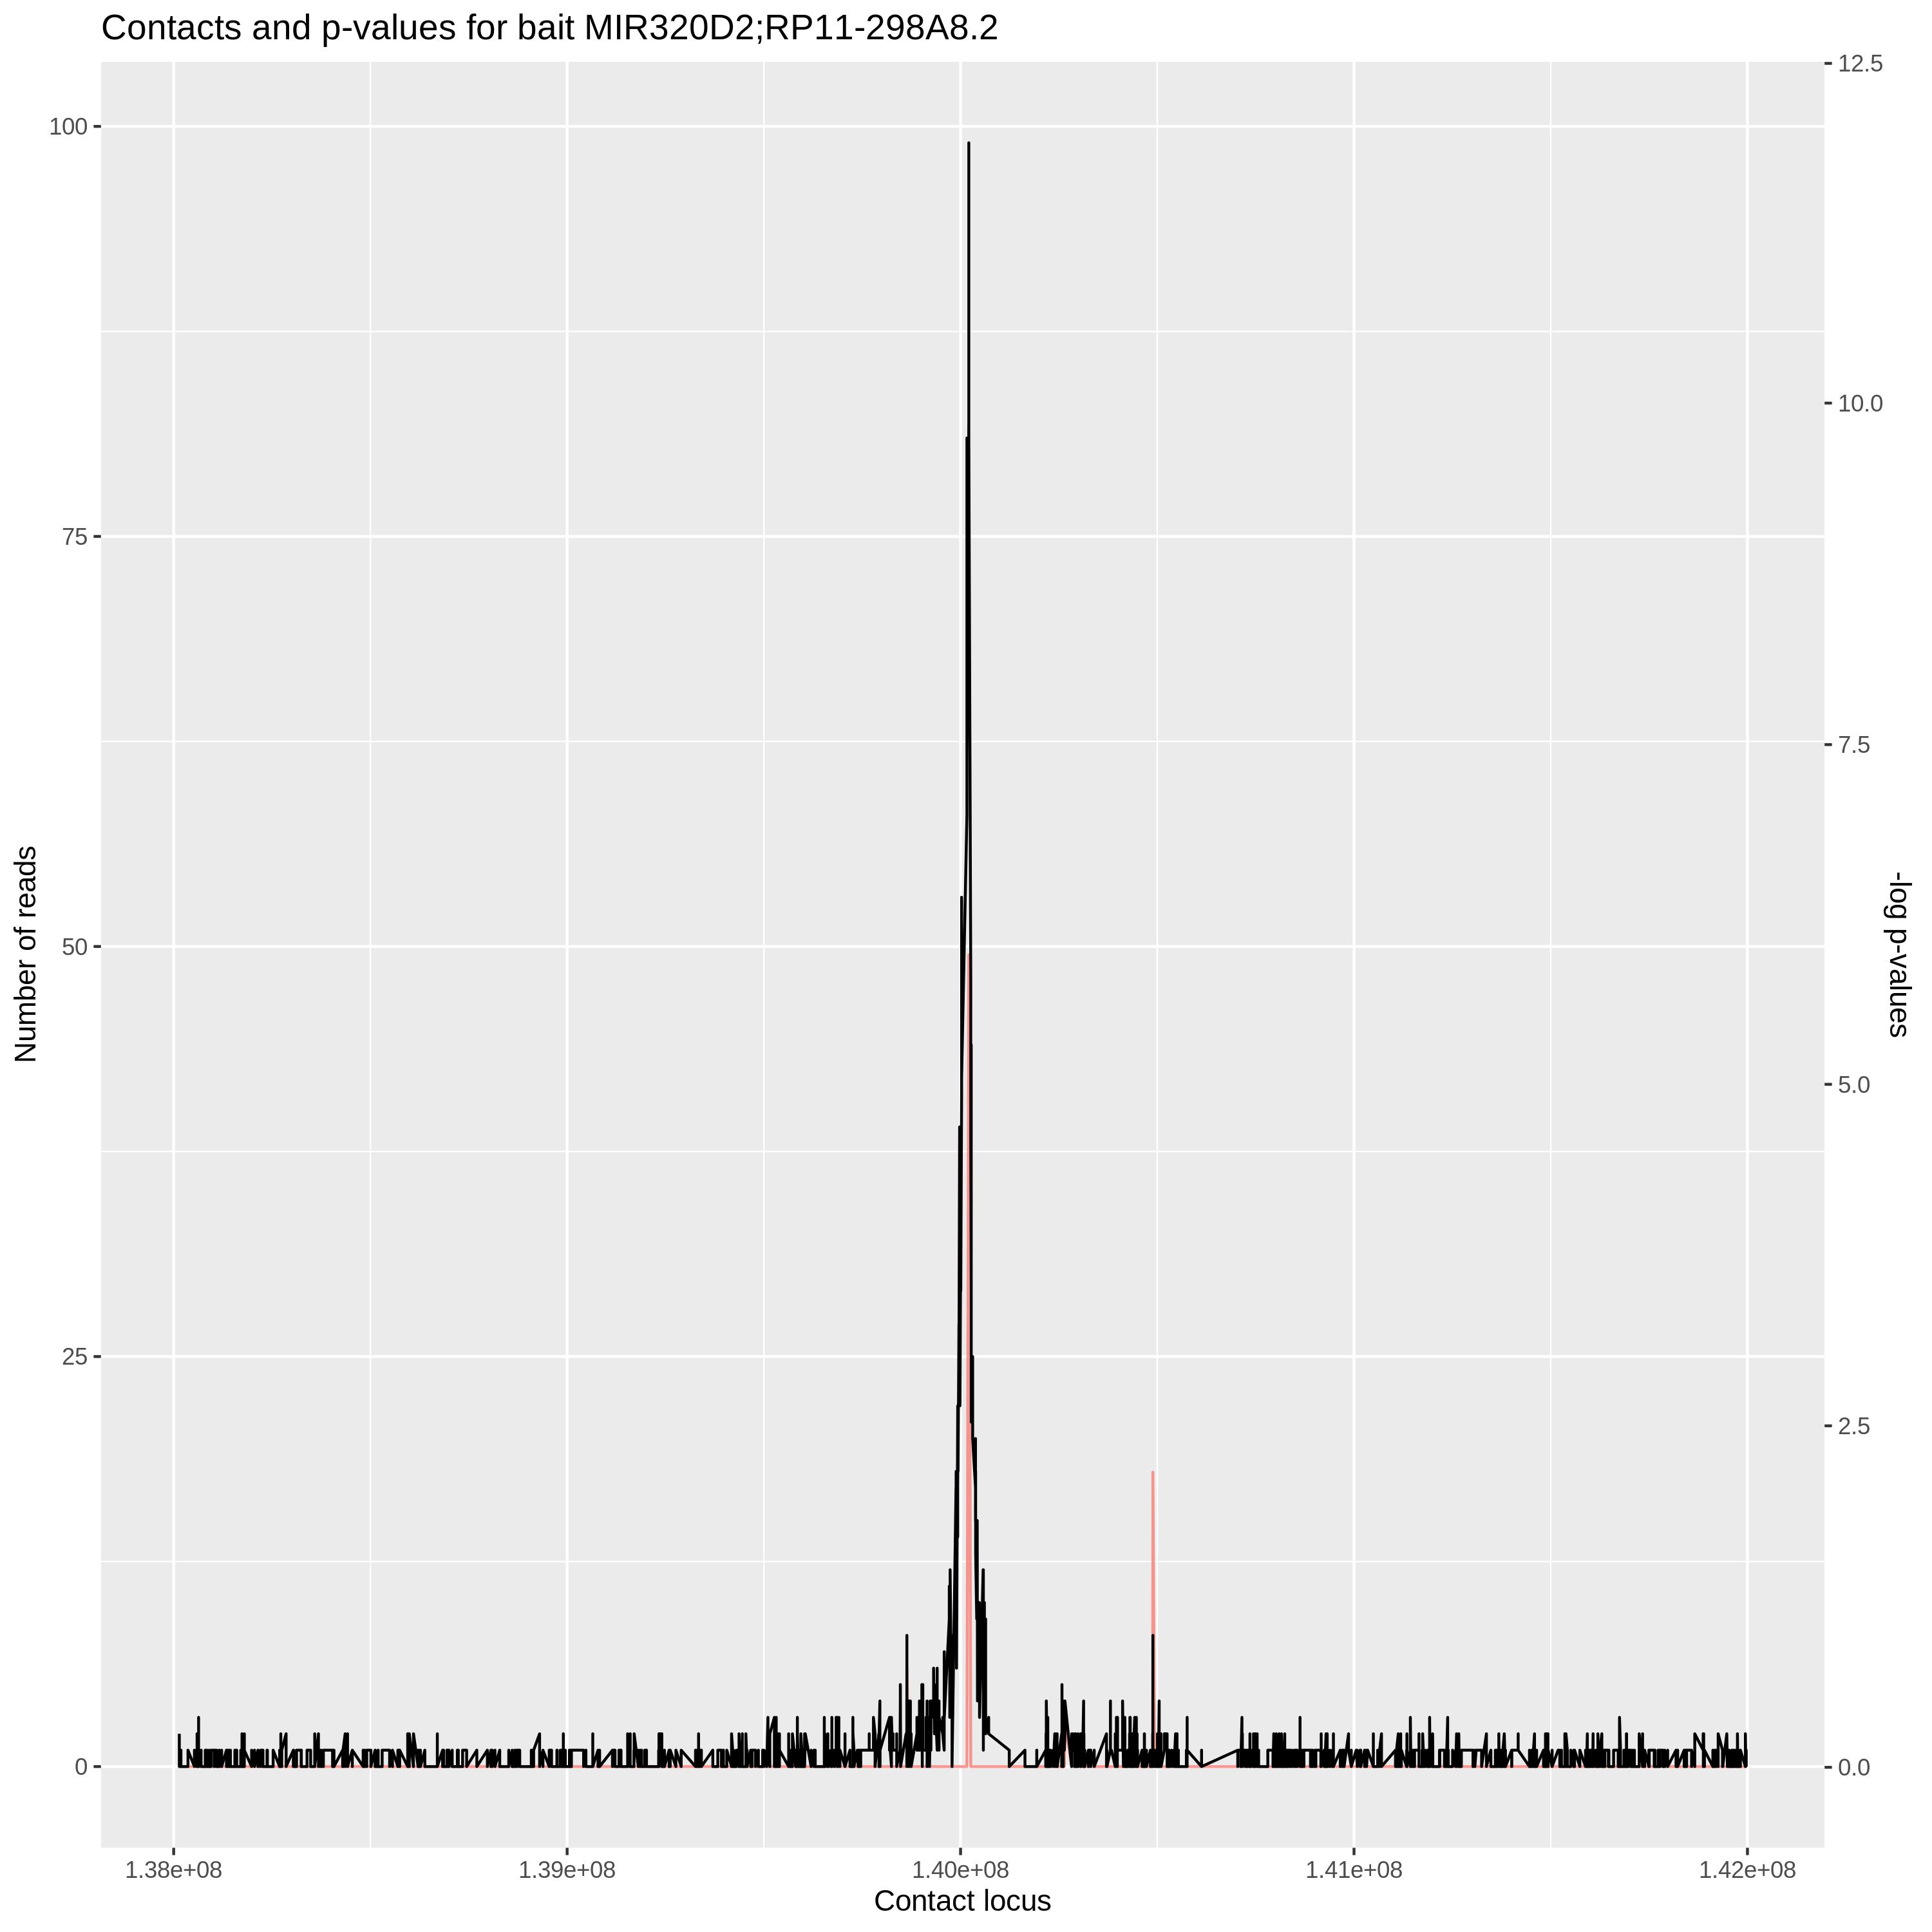 Contacts and p-values for bait MIR320D2;RP11-298A8.2
100
75
50
25
0
Number of reads
12.5
10.0
7.5
5.0
2.5
0.0
-log p-values
1.38e+08 1.39e+08 1.40e+08 1.41e+08 1.42e+08
Contact locus